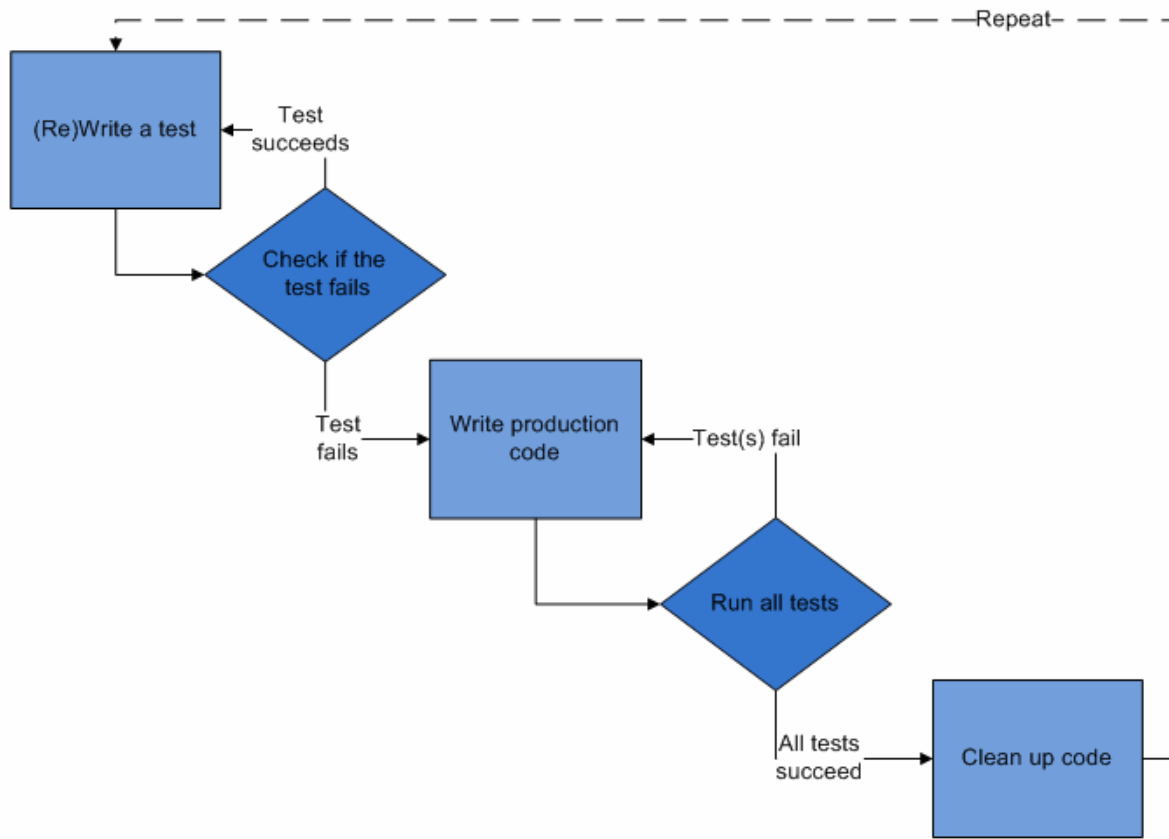 Repeat
(Re)Write a test
Test
succeeds
Check if the
test fails
Test
fails
Write production
code
Test(s) fail
Run all tests
All tests
succeed
Clean up code